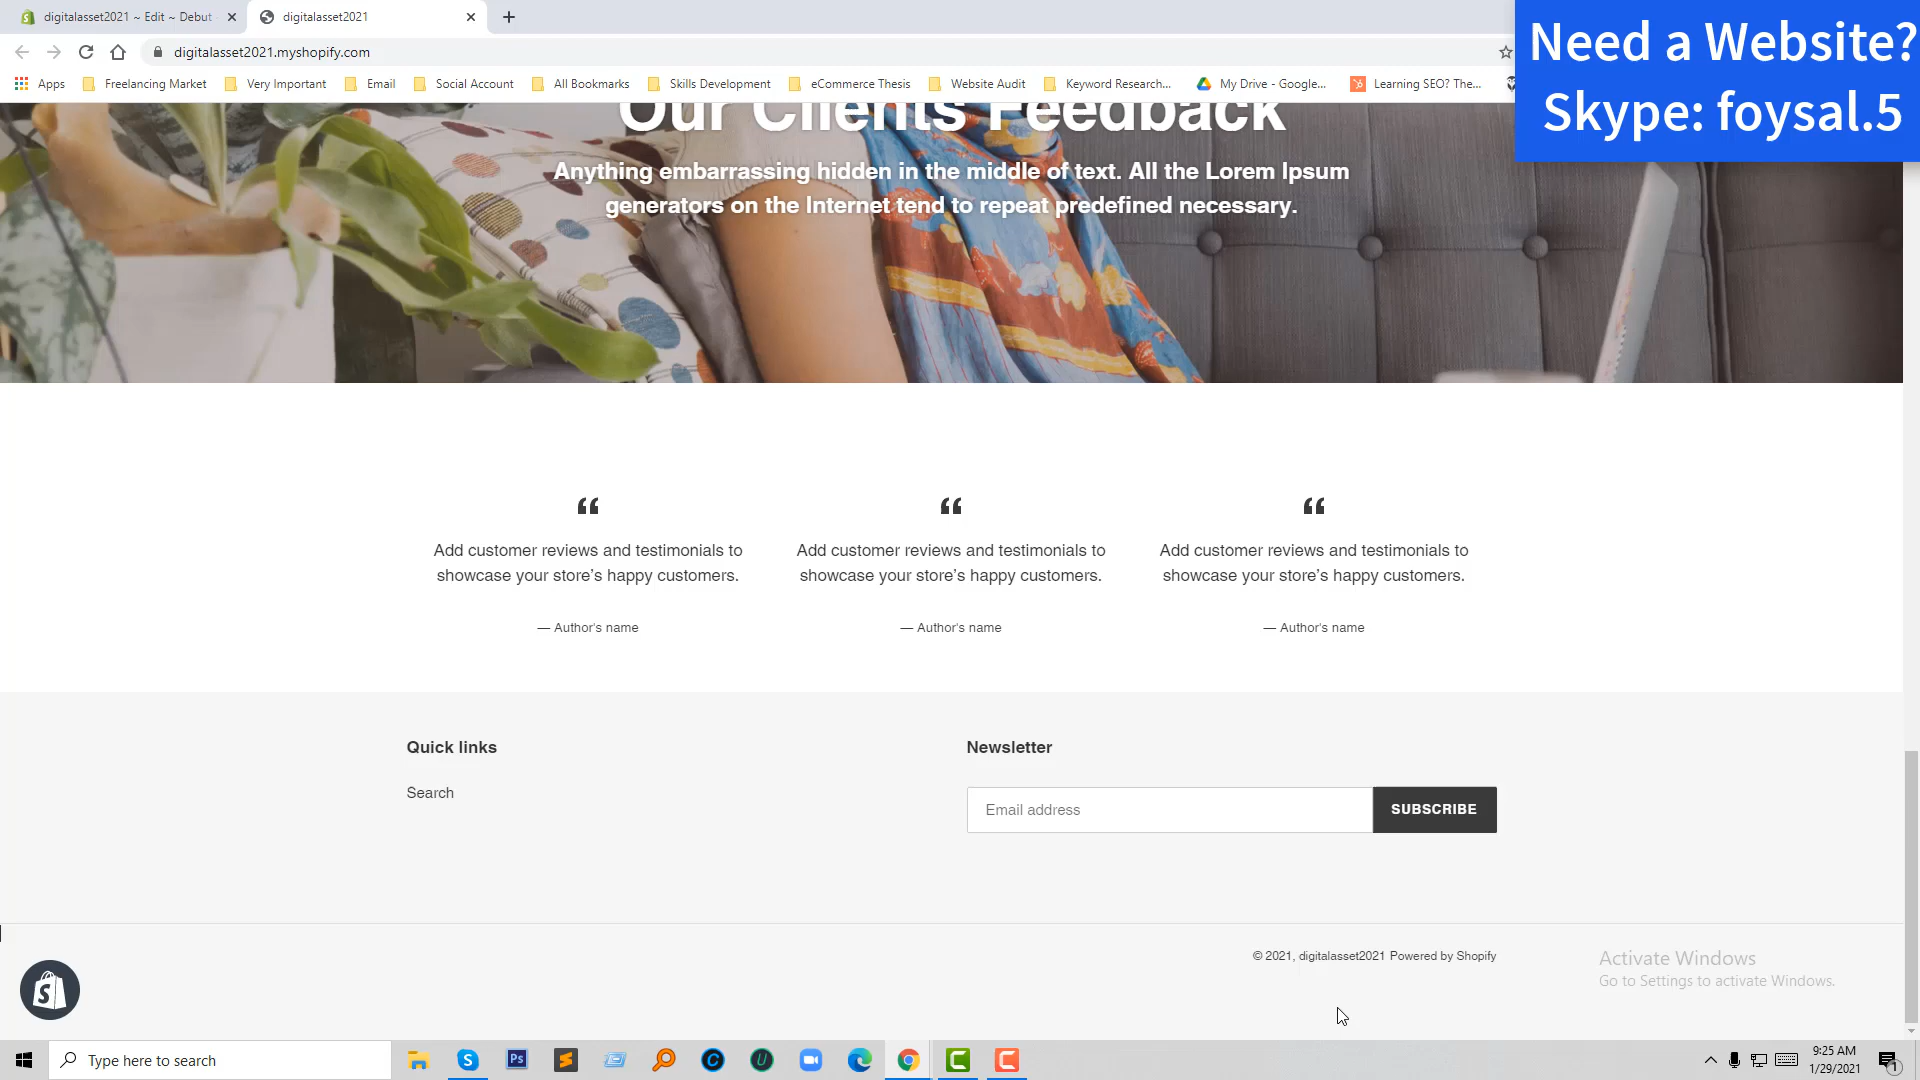 digitalasset2021 ~ Edit ~ Debut
digitalasset2021
Need a Website?
Skype: foysal.5
digitalasset2021.myshopify.com
Apps
Freelancing Market
Very Important
Email
Social Account
All Bookmarks
Skills Development
eCommerce Thesis
Website Audit
Keyword Research...
My Drive - Google...
Learning SEO? The...
Our Clients Feedback
Anything embarrassing hidden in the middle of text. All the Lorem Ipsum
generators on the Internet tend to repeat predefined necessary.
Add customer reviews and testimonials to
showcase your store's happy customers.
— Author's name
Add customer reviews and testimonials to
showcase your store's happy customers.
— Author's name
Add customer reviews and testimonials to
showcase your store's happy customers.
— Author's name
Quick links
Search
Newsletter
Email address
SUBSCRIBE
© 2021, digitalasset2021 Powered by Shopify
Activate Windows
Go to Settings to activate Windows.
Type here to search
9:25 AM
1/29/2021
1